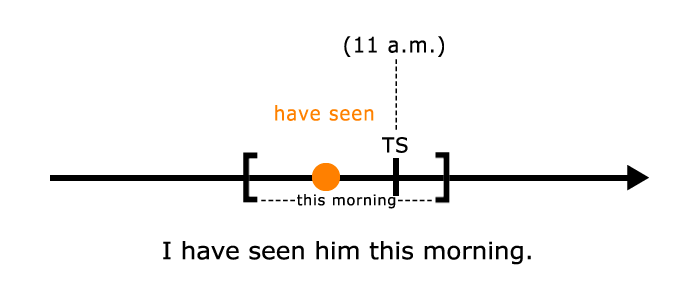 (11 a.m.)
have seen
TS
this morning
I have seen him this morning.